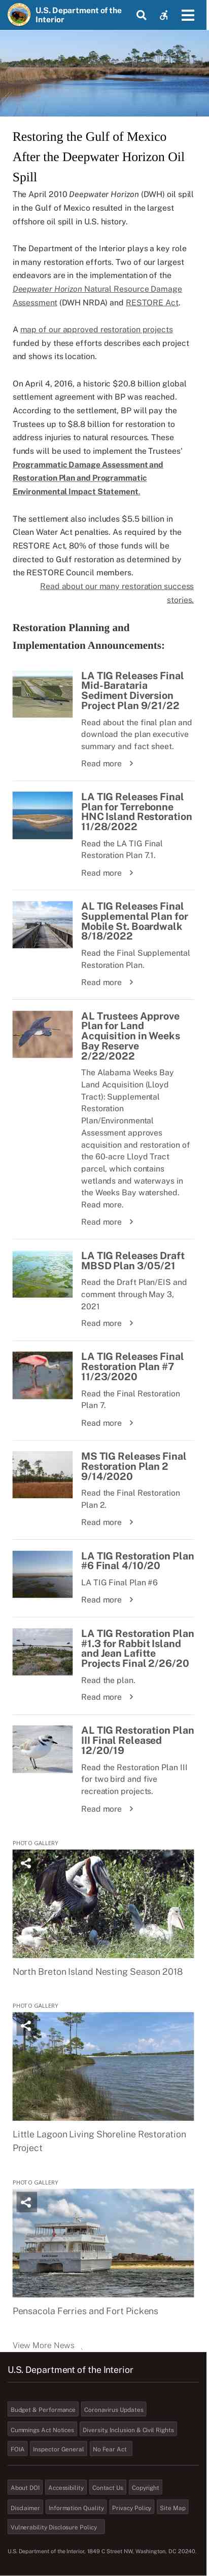 U.S. Department of the
Interior
Restoring the Gulf of Mexico
After the Deepwater Horizon Oil
Spill
The April 2010 Deepwater Horizon (DWH) oil spill
in the Gulf of Mexico resulted in the largest
offshore oil spill in U.S. history.
The Department of the Interior plays a key role
in many restoration efforts. Two of our largest
endeavors are in the implementation of the
Deepwater Horizon Natural Resource Damage
Assessment (DWH NRDA) and RESTORE Act.
A map of our approved restoration projects
funded by these efforts describes each project
and shows its location.
On April 4, 2016, a historic $20.8 billion global
settlement agreement with BP was reached.
According to the settlement, BP will pay the
Trustees up to $8.8 billion for restoration to
address injuries to natural resources. These
funds will be used to implement the Trustees'
Programmatic Damage Assessment and
Restoration Plan and Programmatic
Environmental Impact Statement.
The settlement also includes $5.5 billion in
Clean Water Act penalties. As required by the
RESTORE Act, 80% of those funds will be
directed to Gulf restoration as determined by
the RESTORE Council members.
Read about our many restoration success
stories.
Restoration Planning and
Implementation Announcements:
LA TIG Releases Final
Mid-Barataria
Sediment Diversion
Project Plan 9/21/22
Read about the final plan and
download the plan executive
summary and fact sheet.
Read more
LA TIG Releases Final
Plan for Terrebonne
HNC Island Restoration
11/28/2022
Read the LA TIG Final
Restoration Plan 7.1.
Read more
AL TIG Releases Final
Supplemental Plan for
Mobile St. Boardwalk
8/18/2022
Read the Final Supplemental
Restoration Plan.
Read more
AL Trustees Approve
Plan for Land
Acquisition in Weeks
Bay Reserve
2/22/2022
The Alabama Weeks Bay
Land Acquisition (Lloyd
Tract): Supplemental
Restoration
Plan/Environmental
Assessment approves
acquisition and restoration of
the 60-acre Lloyd Tract
parcel, which contains
wetlands and waterways in
the Weeks Bay watershed.
Read more.
Read more
LA TIG Releases Draft
MBSD Plan 3/05/21
Read the Draft Plan/EIS and
comment through May 3,
2021
Read more
LA TIG Releases Final
Restoration Plan #7
11/23/2020
Read the Final Restoration
Plan 7.
Read more
MS TIG Releases Final
Restoration Plan 2
9/14/2020
Read the Final Restoration
Plan 2.
Read more
LA TIG Restoration Plan
#6 Final 4/10/20
LA TIG Final Plan #6
Read more
LA TIG Restoration Plan
#1.3 for Rabbit Island
and Jean Lafitte
Projects Final 2/26/20
Read the plan.
Read more
AL TIG Restoration Plan
III Final Released
12/20/19
Read the Restoration Plan III
for two bird and five
recreation projects.
Read more
PHOTO GALLERY
North Breton Island Nesting Season 2018
PHOTO GALLERY
Little Lagoon Living Shoreline Restoration
Project
PHOTO GALLERY
Pensacola Ferries and Fort Pickens
View More News
U.S. Department of the Interior
Budget & Performance Coronavirus Updates
Cummings Act Notices Diversity, Inclusion & Civil Rights
FOIA Inspector General No Fear Act
About DOI Accessibility Contact Us Copyright
Disclaimer Information Quality Privacy Policy Site Map
Vulnerability Disclosure Policy
U.S. Department of the Interior, 1849 C Street NW, Washington, DC 20240.